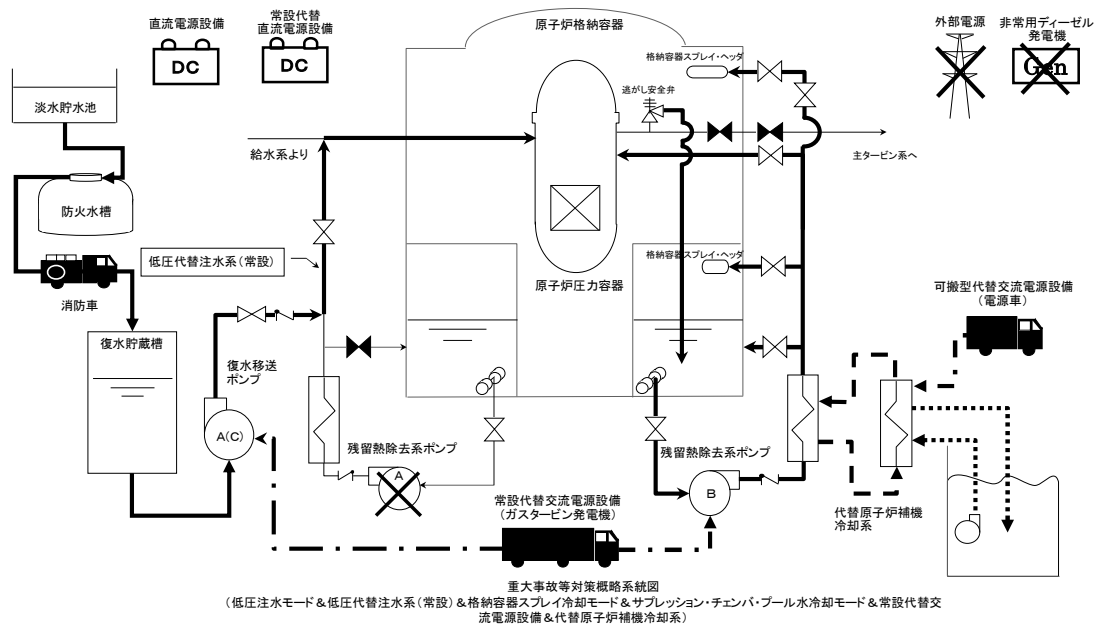 直流電源設備
常設代替
直流電源設備
DC
DC
原子炉格納容器
外部電源
非常用ディーゼル
発電機
Gen
格納容器スプレイ・ヘッダ
逃がし安全弁
淡水貯水池
給水系より
主タービン系へ
防火水槽
低圧代替注水系(常設)
格納容器スプレイ・ヘッダ
原子炉圧力容器
消防車
可搬型代替交流電源設備
(電源車)
復水貯蔵槽
復水移送
ポンプ
A(C)
残留熱除去系ポンプ
A
残留熱除去系ポンプ
B
常設代替交流電源設備
(ガスタービン発電機)
代替原子炉補機
冷却系
重大事故等対策概略系統図
(低圧注水モード&低圧代替注水系(常設)&格納容器スプレイ冷却モード&サプレッション・チェンバ・プール水冷却モード&常設代替交
流電源設備&代替原子炉補機冷却系)